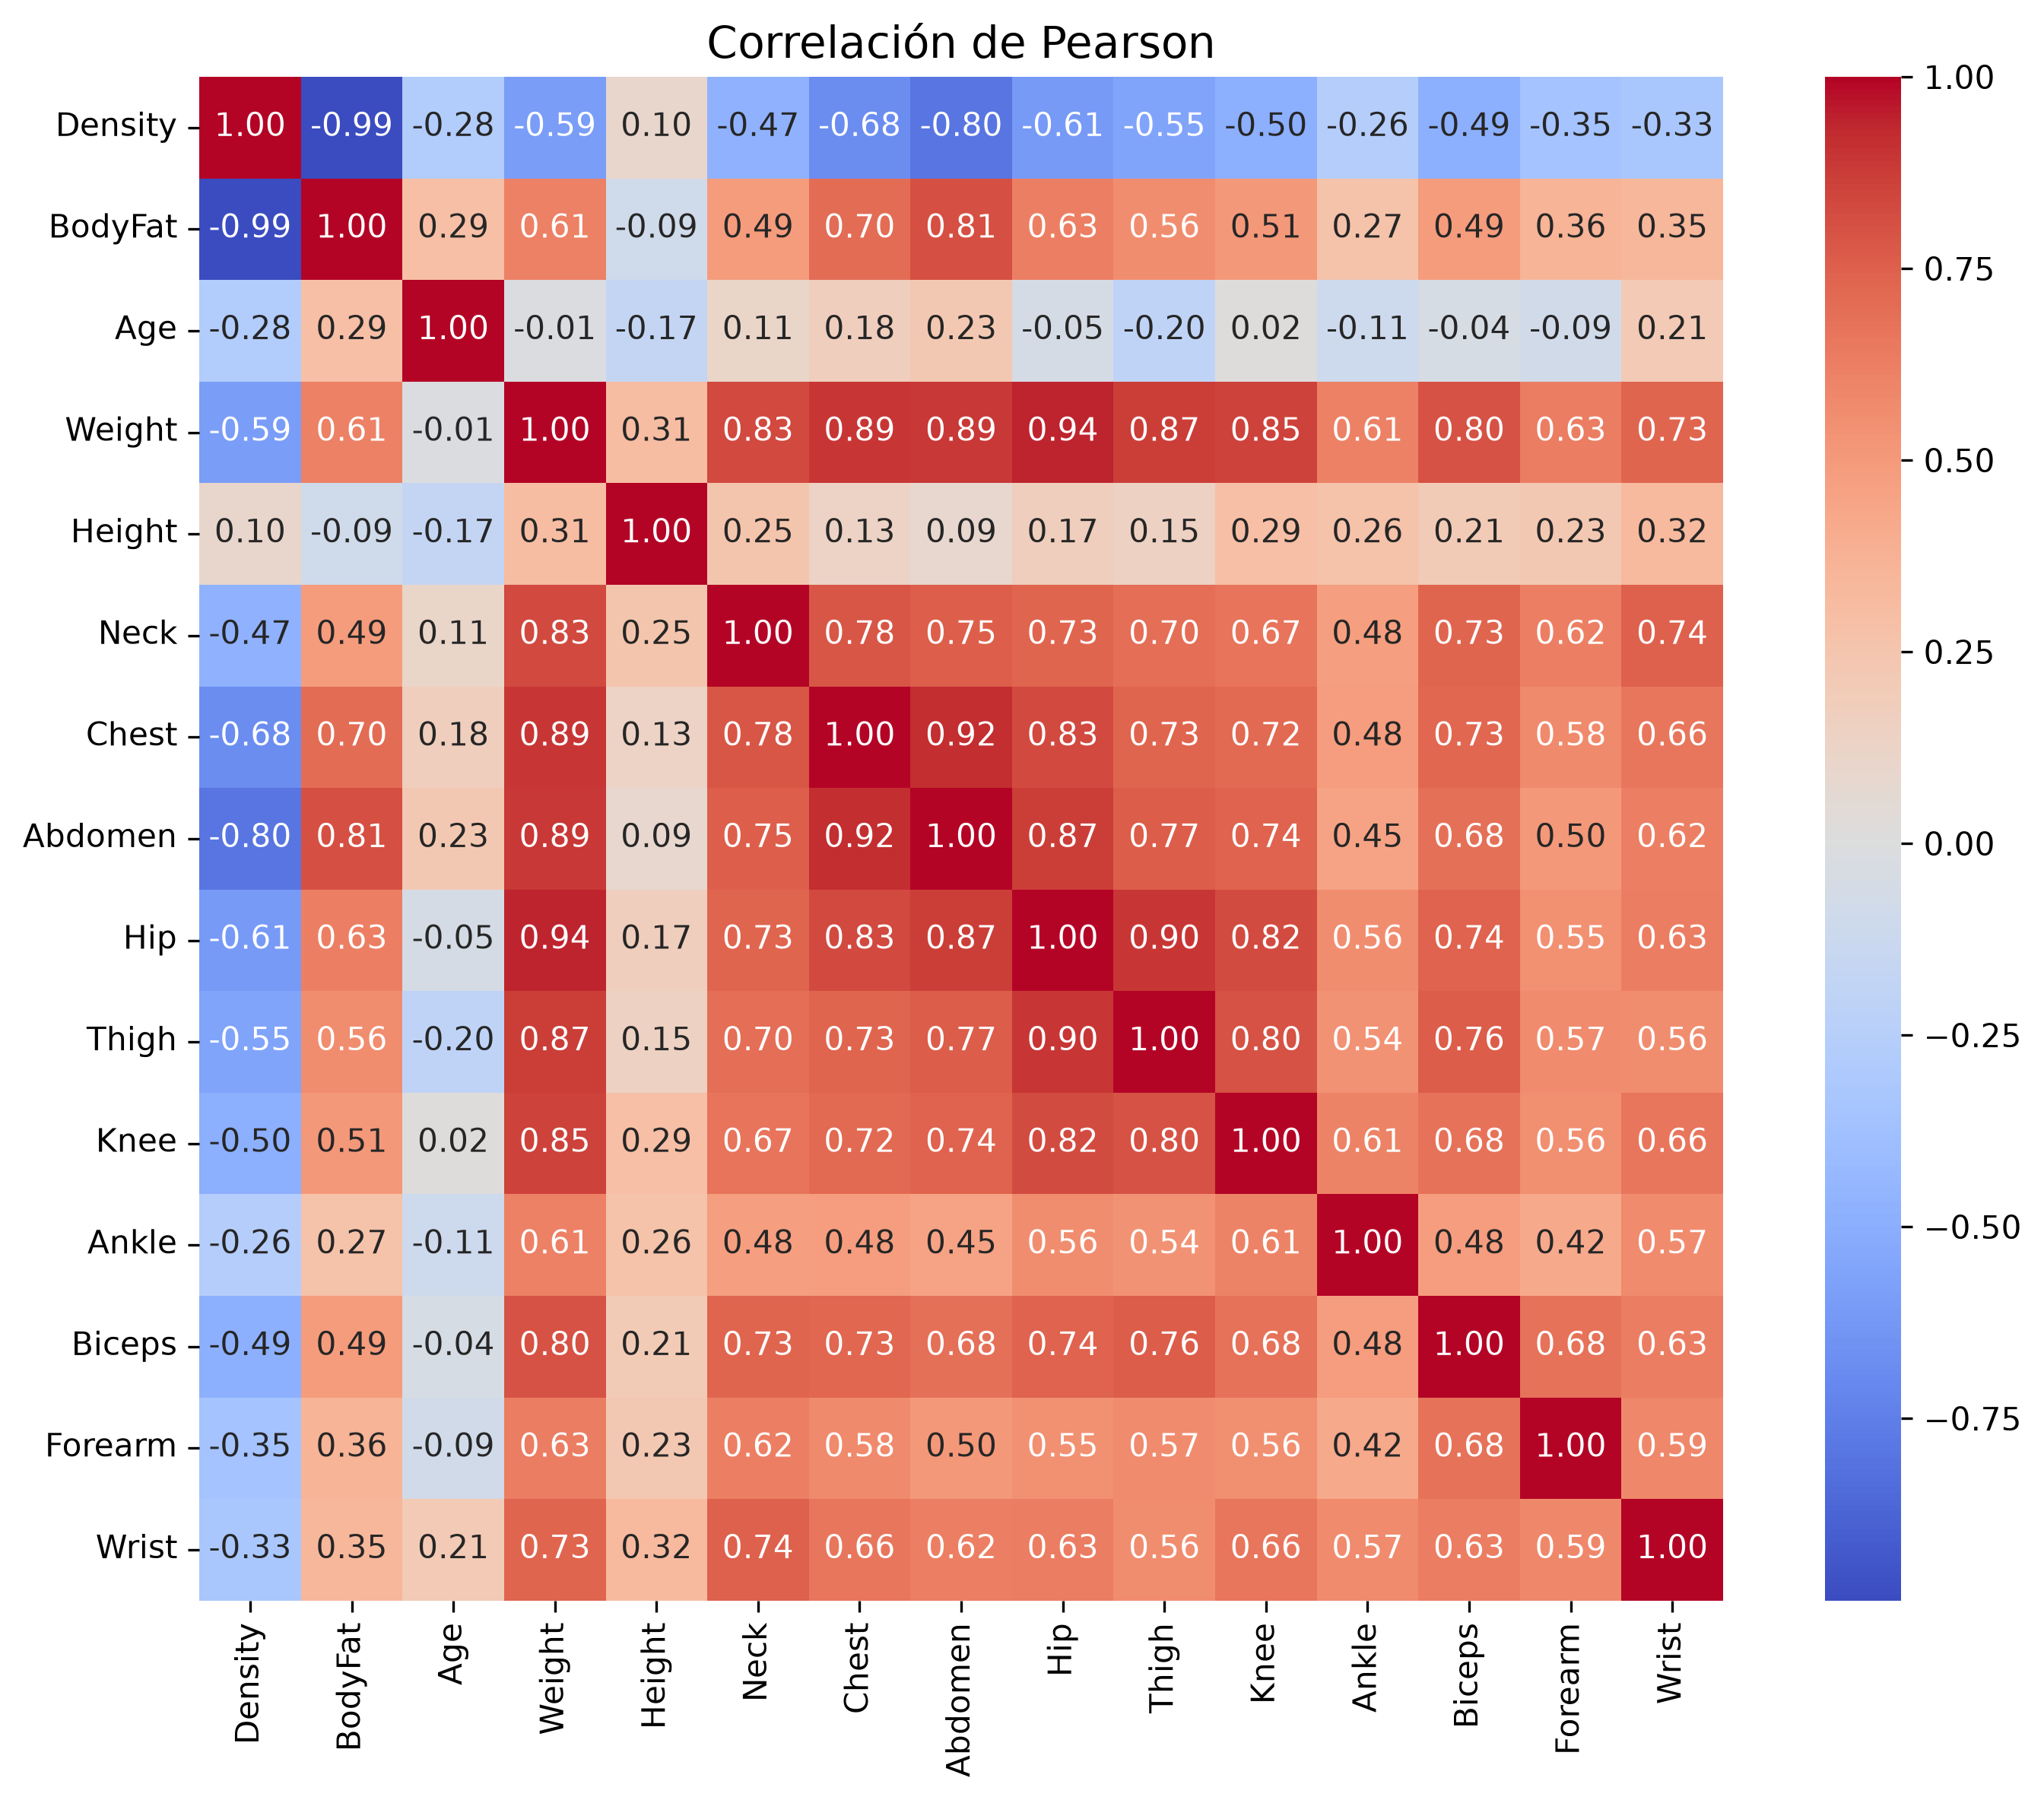 Correlación de Pearson
Density 1.00 -0.99 -0.28 -0.59 0.10 -0.47 -0.68 -0.80 -0.61 -0.55 -0.50 -0.26 -0.49 -0.35 -0.33
BodyFat -0.99 1.00 0.29 0.61 -0.09 0.49 0.70 0.81 0.63 0.56 0.51 0.27 0.49 0.36 0.35
Age -0.28 0.29 1.00 -0.01 -0.17 0.11 0.18 0.23 -0.05 -0.20 0.02 -0.11 -0.04 -0.09 0.21
Weight -0.59 0.61 -0.01 1.00 0.31 0.83 0.89 0.89 0.94 0.87 0.85 0.61 0.80 0.63 0.73
Height 0.10 -0.09 -0.17 0.31 1.00 0.25 0.13 0.09 0.17 0.15 0.29 0.26 0.21 0.23 0.32
Neck -0.47 0.49 0.11 0.83 0.25 1.00 0.78 0.75 0.73 0.70 0.67 0.48 0.73 0.62 0.74
Chest -0.68 0.70 0.18 0.89 0.13 0.78 1.00 0.92 0.83 0.73 0.72 0.48 0.73 0.58 0.66
Abdomen -0.80 0.81 0.23 0.89 0.09 0.75 0.92 1.00 0.87 0.77 0.74 0.45 0.68 0.50 0.62
Hip -0.61 0.63 -0.05 0.94 0.17 0.73 0.83 0.87 1.00 0.90 0.82 0.56 0.74 0.55 0.63
Thigh -0.55 0.56 -0.20 0.87 0.15 0.70 0.73 0.77 0.90 1.00 0.80 0.54 0.76 0.57 0.56
Knee -0.50 0.51 0.02 0.85 0.29 0.67 0.72 0.74 0.82 0.80 1.00 0.61 0.68 0.56 0.66
Ankle -0.26 0.27 -0.11 0.61 0.26 0.48 0.48 0.45 0.56 0.54 0.61 1.00 0.48 0.42 0.57
Biceps -0.49 0.49 -0.04 0.80 0.21 0.73 0.73 0.68 0.74 0.76 0.68 0.48 1.00 0.68 0.63
Forearm -0.35 0.36 -0.09 0.63 0.23 0.62 0.58 0.50 0.55 0.57 0.56 0.42 0.68 1.00 0.59
Wrist -0.33 0.35 0.21 0.73 0.32 0.74 0.66 0.62 0.63 0.56 0.66 0.57 0.63 0.59 1.00
Density BodyFat Age Weight Height Neck Chest Abdomen Hip Thigh Knee Ankle Biceps Forearm Wrist
1.00
0.75
0.50
0.25
0.00
−0.25
−0.50
−0.75